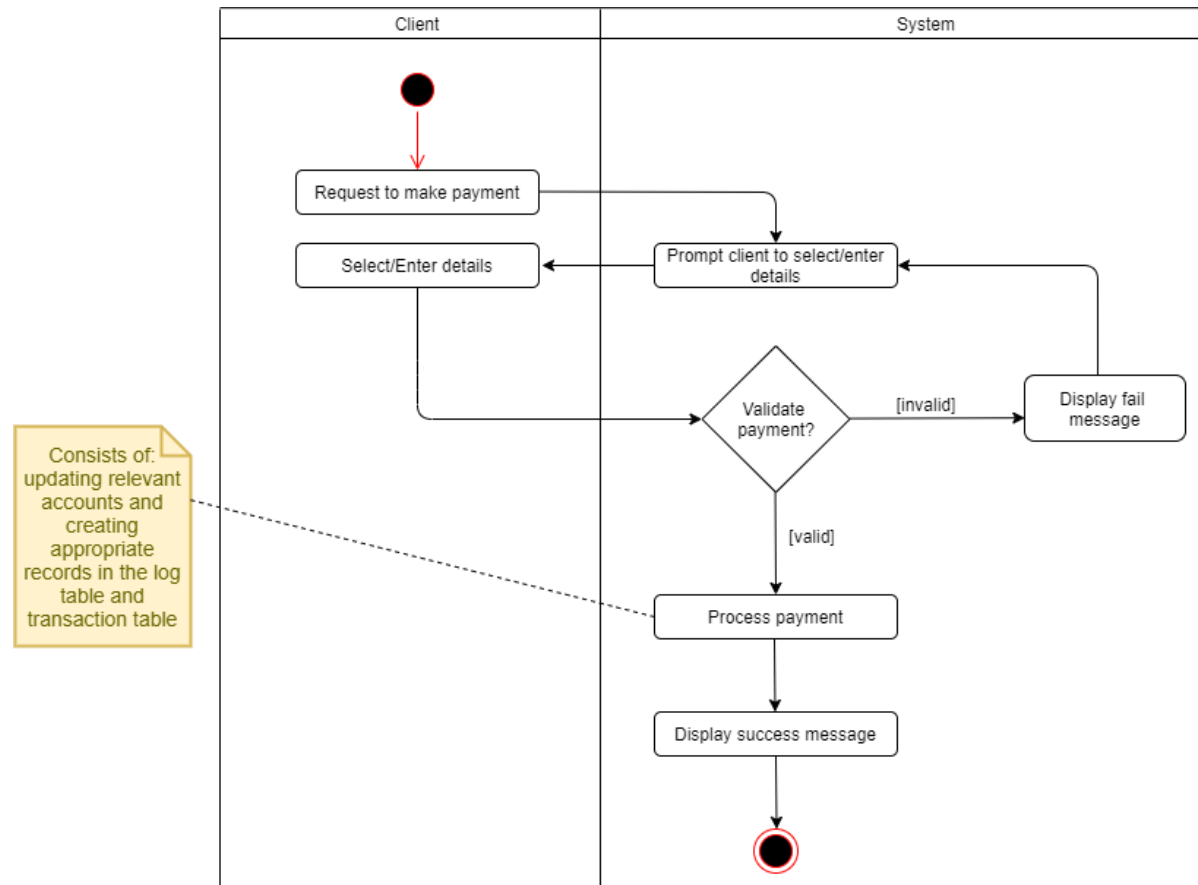 Client
System
Request to make payment
Select/Enter details
Prompt client to select/enter
details
Validate
payment?
[invalid]
Display fail
message
[valid]
Consists of:
updating relevant
accounts and
creating
appropriate
records in the log
table and
transaction table
Process payment
Display success message